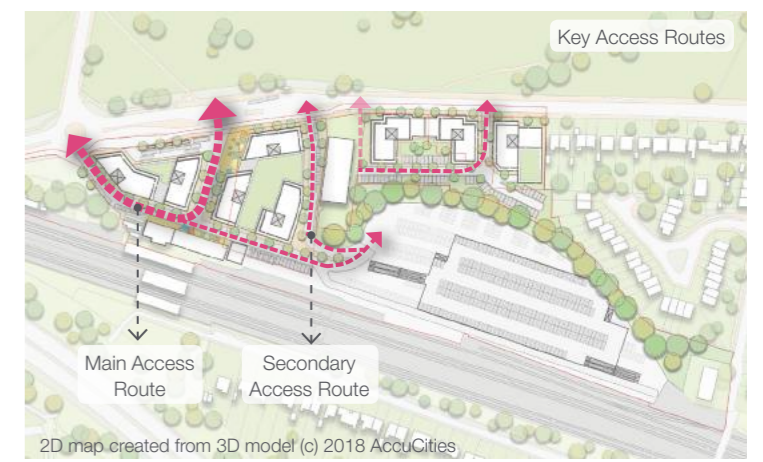 Key Access Routes
Main Access
Route
Secondary
Access Route
2D map created from 3D model (c) 2018 AccuCities